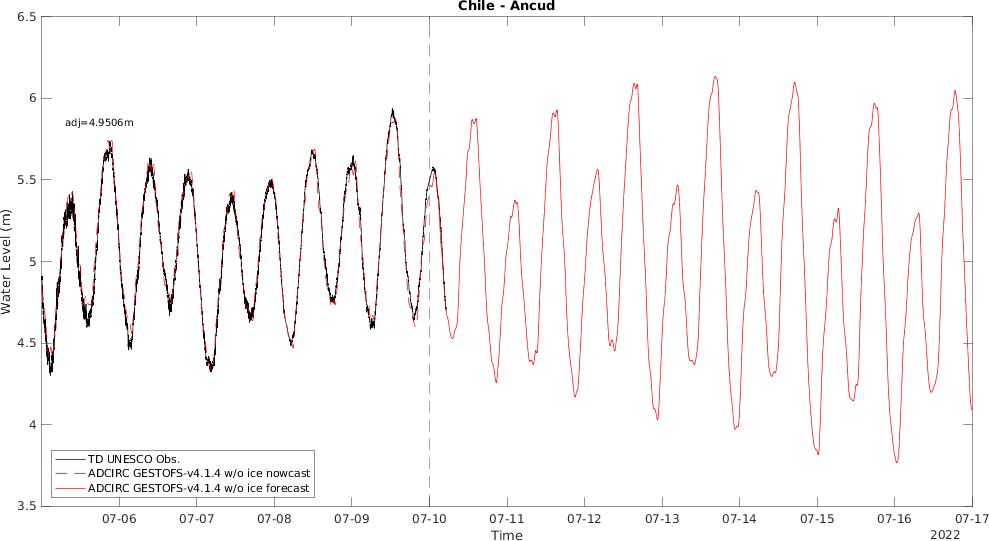 Chile - Ancud
6.5
6
5.5
5
4.5
4
3.5
Water Level (m)
adj=4.9506m
TD UNESCO Obs.
ADCIRC GESTOFS-v4.1.4 w/o ice nowcast
ADCIRC GESTOFS-v4.1.4 w/o ice forecast
07-06 07-07 07-08 07-09 07-10 07-11 07-12 07-13 07-14 07-15 07-16 07-17
Time
2022